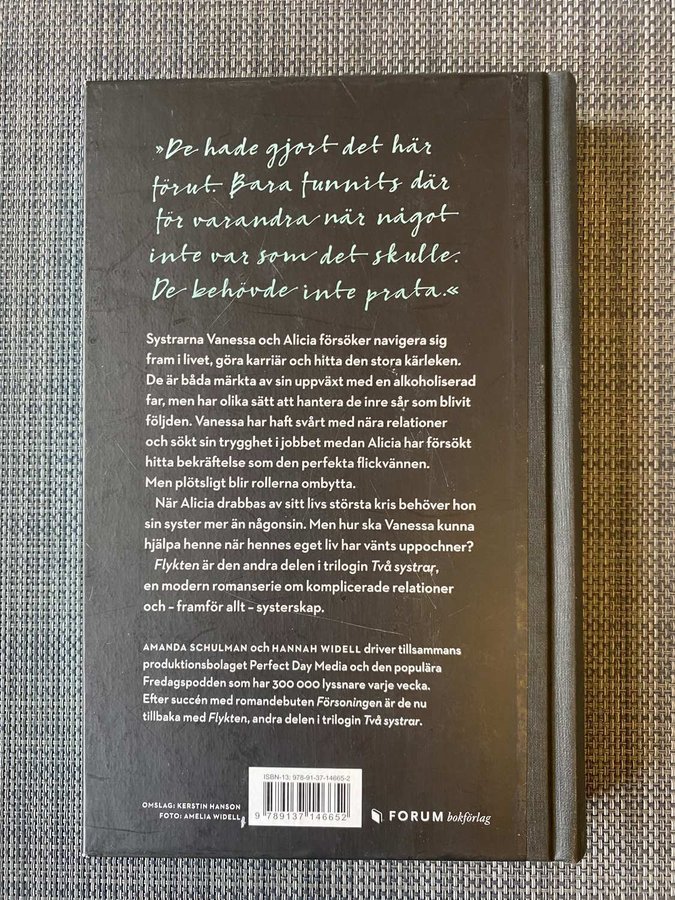 »De hade gjort det här
förut. Bara funnits där
för varandra när något
inte var som det skulle.
De behövde inte prata.«
Systrarna Vanessa och Alicia försöker navigera sig
fram i livet, göra karriär och hitta den stora kärleken.
De är båda märkta av sin uppväxt med en alkoholiserad
far, men har olika sätt att hantera de inre sår som blivit
följden. Vanessa har haft svårt med nära relationer
och sökt sin trygghet i jobbet medan Alicia har försökt
hitta bekräftelse som den perfekta flickvännen.
Men plötsligt blir rollerna ombytta.
När Alicia drabbas av sitt livs största kris behöver hon
sin syster mer än någonsin. Men hur ska Vanessa kunna
hjälpa henne när hennes eget liv har vänts uppochner?
Flykten är den andra delen i trilogin Två systrar,
en modern romanserie om komplicerade relationer
och – framför allt – systerskap.
AMANDA SCHULMAN och HANNAH WIDELL driver tillsammans
produktionsbolaget Perfect Day Media och den populära
Fredagspodden som har 300 000 lyssnare varje vecka.
Efter succén med romandebuten Försoningen är de nu
tillbaka med Flykten, andra delen i trilogin Två systrar.
ISBN-13: 978-91-37-14665-2
OMSLAG: KERSTIN HANSON
FOTO: AMELIA WIDELL
9 789137 146652
FORUM bokförlag